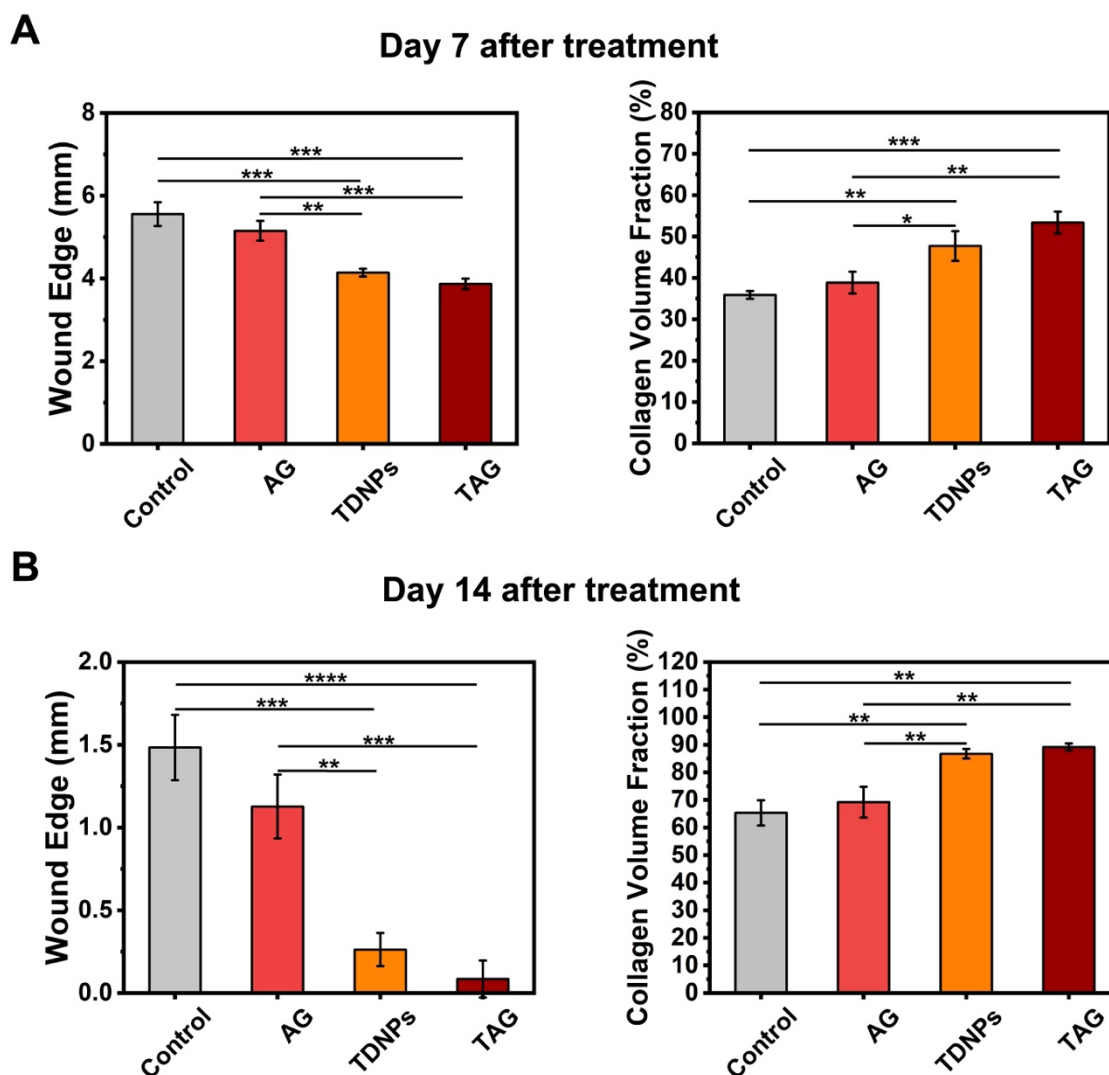 A
Day 7 after treatment
Wound Edge (mm)
8
6
4
2
0
***
***
***
**
Control
AG
TDNPs
TAG
Collagen Volume Fraction (%)
80
70
60
50
40
30
20
10
0
***
**
**
*
Control
AG
TDNPs
TAG
B
Day 14 after treatment
Wound Edge (mm)
2.0
1.5
1.0
0.5
0.0
****
***
***
**
Control
AG
TDNPs
TAG
Collagen Volume Fraction (%)
120
110
100
90
80
70
60
50
40
30
20
10
0
**
**
**
**
Control
AG
TDNPs
TAG